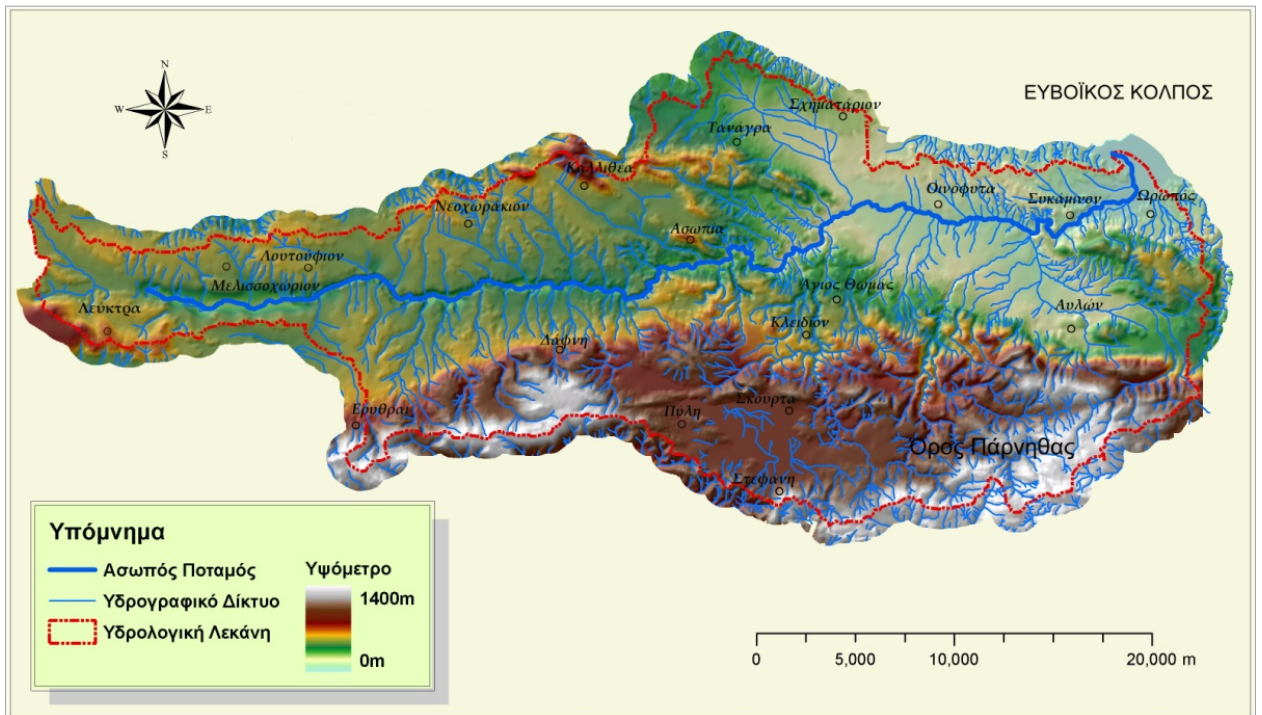 N
W E
S
ΕΥΒΟΪΚΟΣ ΚΟΛΠΟΣ
Σχηματάριον
Τανάγρα
Καλλιθέα
Οινόφυτα
Συκάμινον
Ωρωπός
Νεοχωράκιον
Ασωπία
Λουτούφιον
Μελισσοχώριον
Άγιος Θωμάς
Λεύκτρα
Κλειδίον
Αυλών
Δάφνη
Ερυθραί
Πύλη
Σκούρτα
Όρος Πάρνηθας
Στεφάνη
Υπόμνημα
Ασωπός Ποταμός
Υδρογραφικό Δίκτυο
Υδρολογική Λεκάνη
Υψόμετρο
1400m
0m
0 5,000 10,000 20,000 m